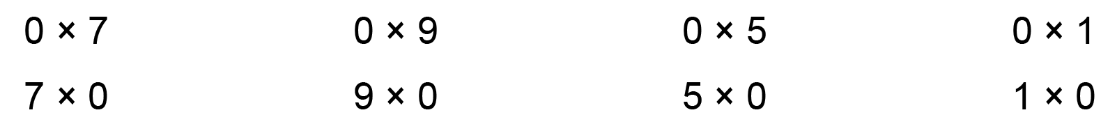 0 × 7 0 × 9 0 × 5 0 × 1
7 × 0 9 × 0 5 × 0 1 × 0